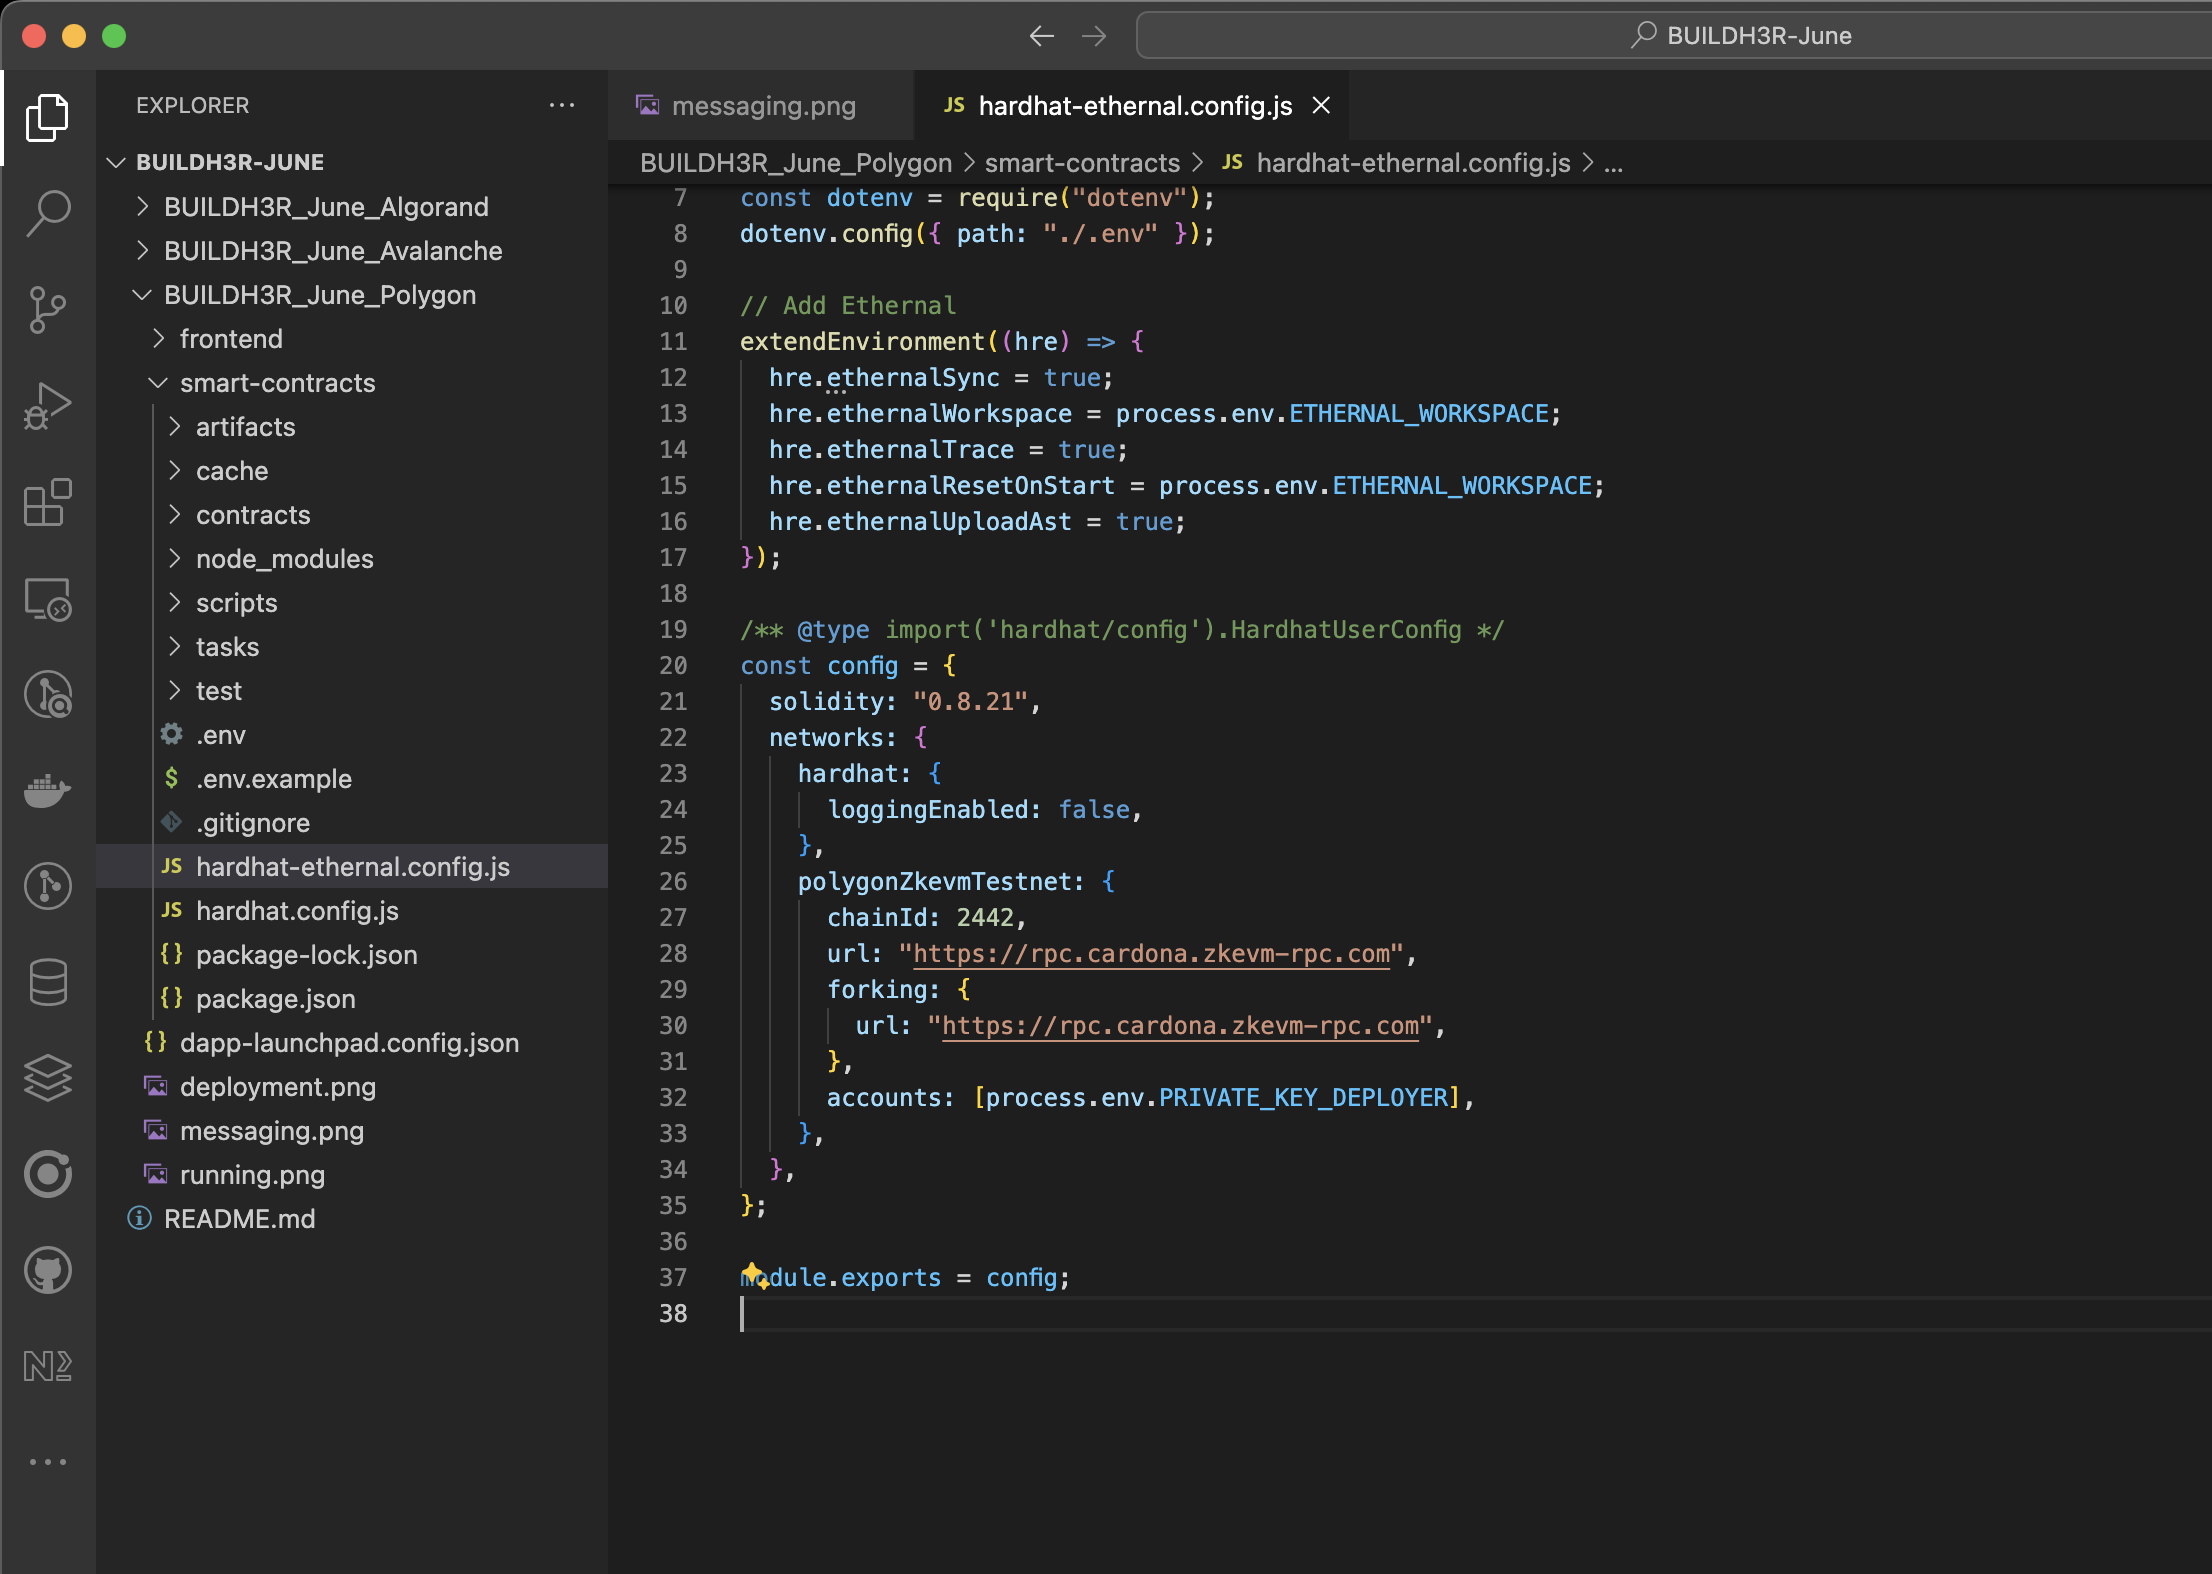 BUILDH3R-June
EXPLORER
BUILDH3R-JUNE
BUILDH3R_June_Algorand
BUILDH3R_June_Avalanche
BUILDH3R_June_Polygon
frontend
smart-contracts
artifacts
cache
contracts
node_modules
scripts
tasks
test
.env
$ .env.example
.gitignore
JS hardhat-ethernal.config.js
JS hardhat.config.js
{} package-lock.json
{} package.json
{} dapp-launchpad.config.json
deployment.png
messaging.png
running.png
README.md
messaging.png
JS hardhat-ethernal.config.js
BUILDH3R_June_Polygon > smart-contracts > JS hardhat-ethernal.config.js > ...
7 const dotenv = require("dotenv");
8 dotenv.config({ path: "./.env" });
9
10 // Add Ethernal
11 extendEnvironment((hre) => {
12 hre.ethernalSync = true;
13 hre.ethernalWorkspace = process.env.ETHERNAL_WORKSPACE;
14 hre.ethernalTrace = true;
15 hre.ethernalResetOnStart = process.env.ETHERNAL_WORKSPACE;
16 hre.ethernalUploadAst = true;
17 });
18
19 /** @type import('hardhat/config').HardhatUserConfig */
20 const config = {
21 solidity: "0.8.21",
22 networks: {
23 hardhat: {
24 loggingEnabled: false,
25 },
26 polygonZkevmTestnet: {
27 chainId: 2442,
28 url: "https://rpc.cardona.zkevm-rpc.com",
29 forking: {
30 url: "https://rpc.cardona.zkevm-rpc.com",
31 },
32 accounts: [process.env.PRIVATE_KEY_DEPLOYER],
33 },
34 },
35 };
36
37 module.exports = config;
38